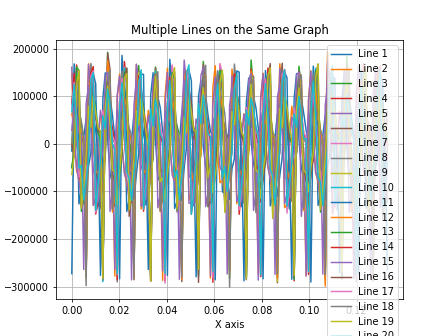 Multiple Lines on the Same Graph
200000
100000
0
−100000
−200000
−300000
0.00 0.02 0.04 0.06 0.08 0.10
X axis
Line 1
Line 2
Line 3
Line 4
Line 5
Line 6
Line 7
Line 8
Line 9
Line 10
Line 11
Line 12
Line 13
Line 14
Line 15
Line 16
Line 17
Line 18
Line 19
Line 20